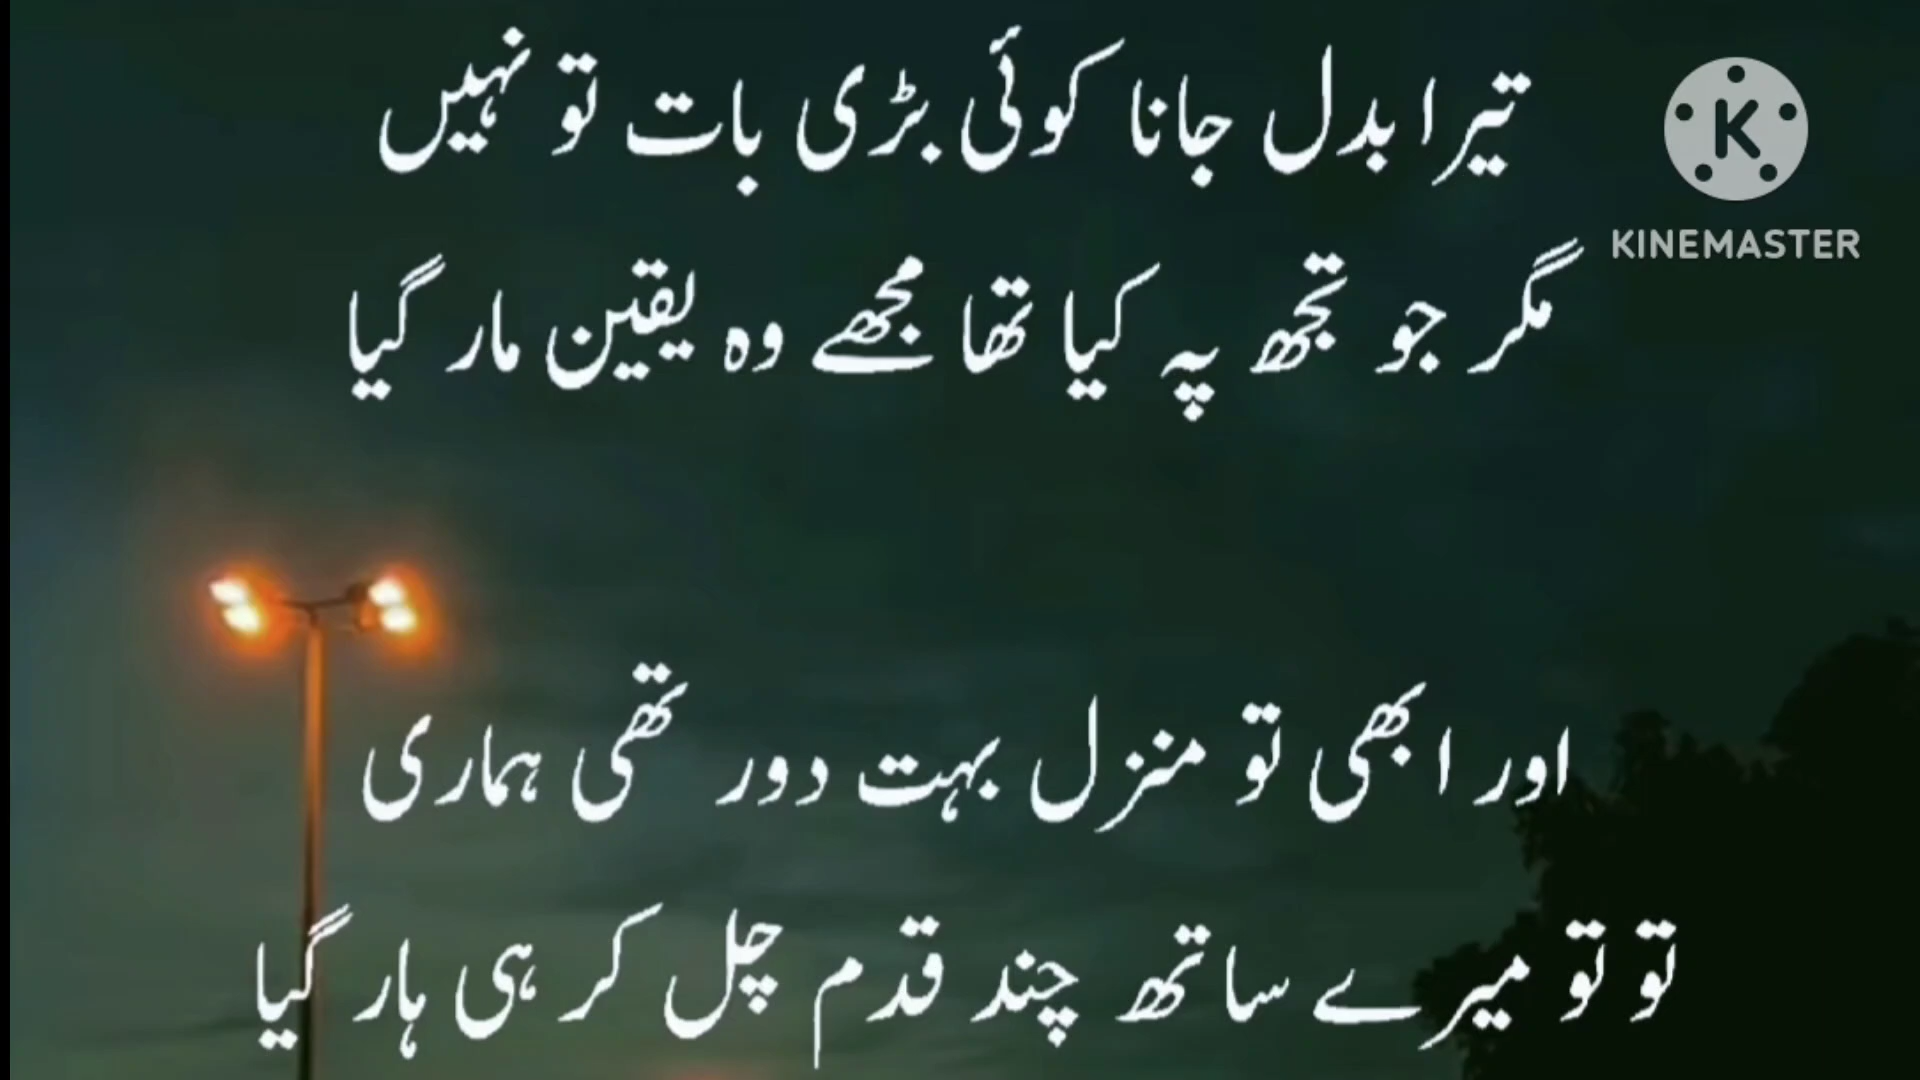 تیرا بدل جانا کوئی بڑی بات تو نہیں
مگر جو تجھ پہ کیا تھا مجھے وہ یقین مار گیا
اور ابھی تو منزل بہت دور تھی ہماری
تو تو میرے ساتھ چند قدم چل کر ہی ہار گیا
K
KINEMASTER